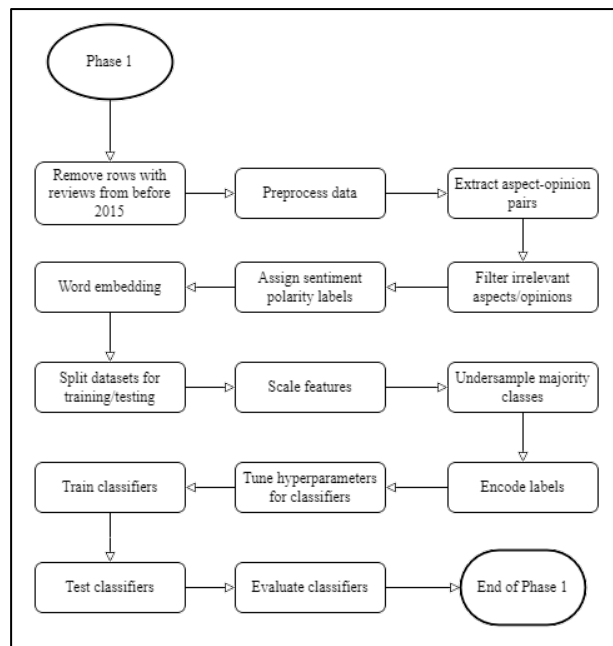 Phase 1
Remove rows with
reviews from before
2015
Preprocess data
Extract aspect-opinion
pairs
Filter irrelevant
aspects/opinions
Assign sentiment
polarity labels
Word embedding
Split datasets for
training/testing
Scale features
Undersample majority
classes
Encode labels
Tune hyperparameters
for classifiers
Train classifiers
Test classifiers
Evaluate classifiers
End of Phase 1